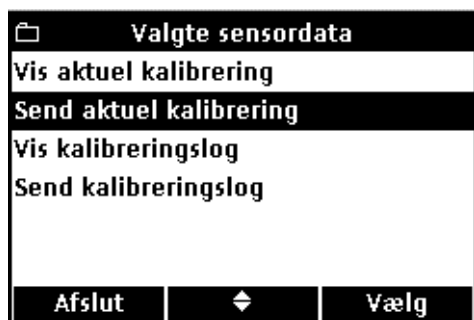 Valgte sensordata
Vis aktuel kalibrering
Send aktuel kalibrering
Vis kalibreringslog
Send kalibreringslog
Afslut Vælg